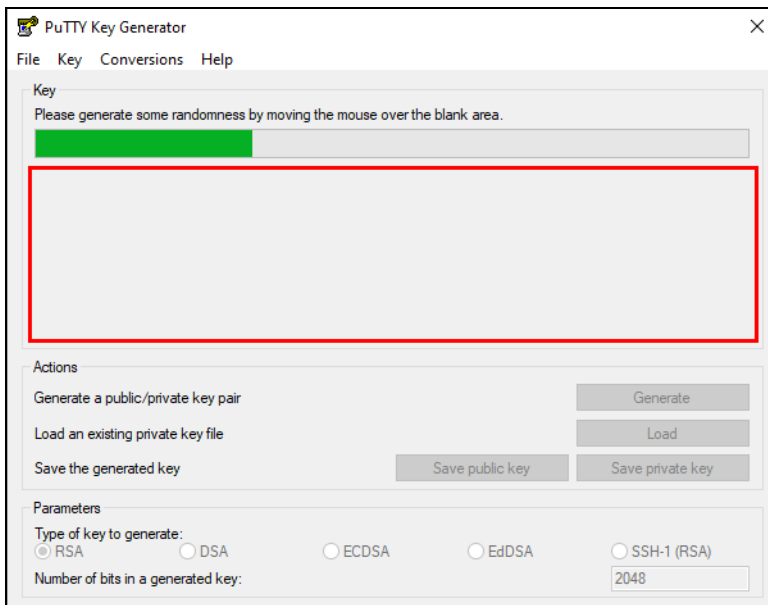 PuTTY Key Generator
File Key Conversions Help
Key
Please generate some randomness by moving the mouse over the blank area.
Actions
Generate a public/private key pair
Generate
Load an existing private key file
Load
Save the generated key
Save public key
Save private key
Parameters
Type of key to generate:
RSA DSA ECDSA EdDSA SSH-1 (RSA)
Number of bits in a generated key:
2048